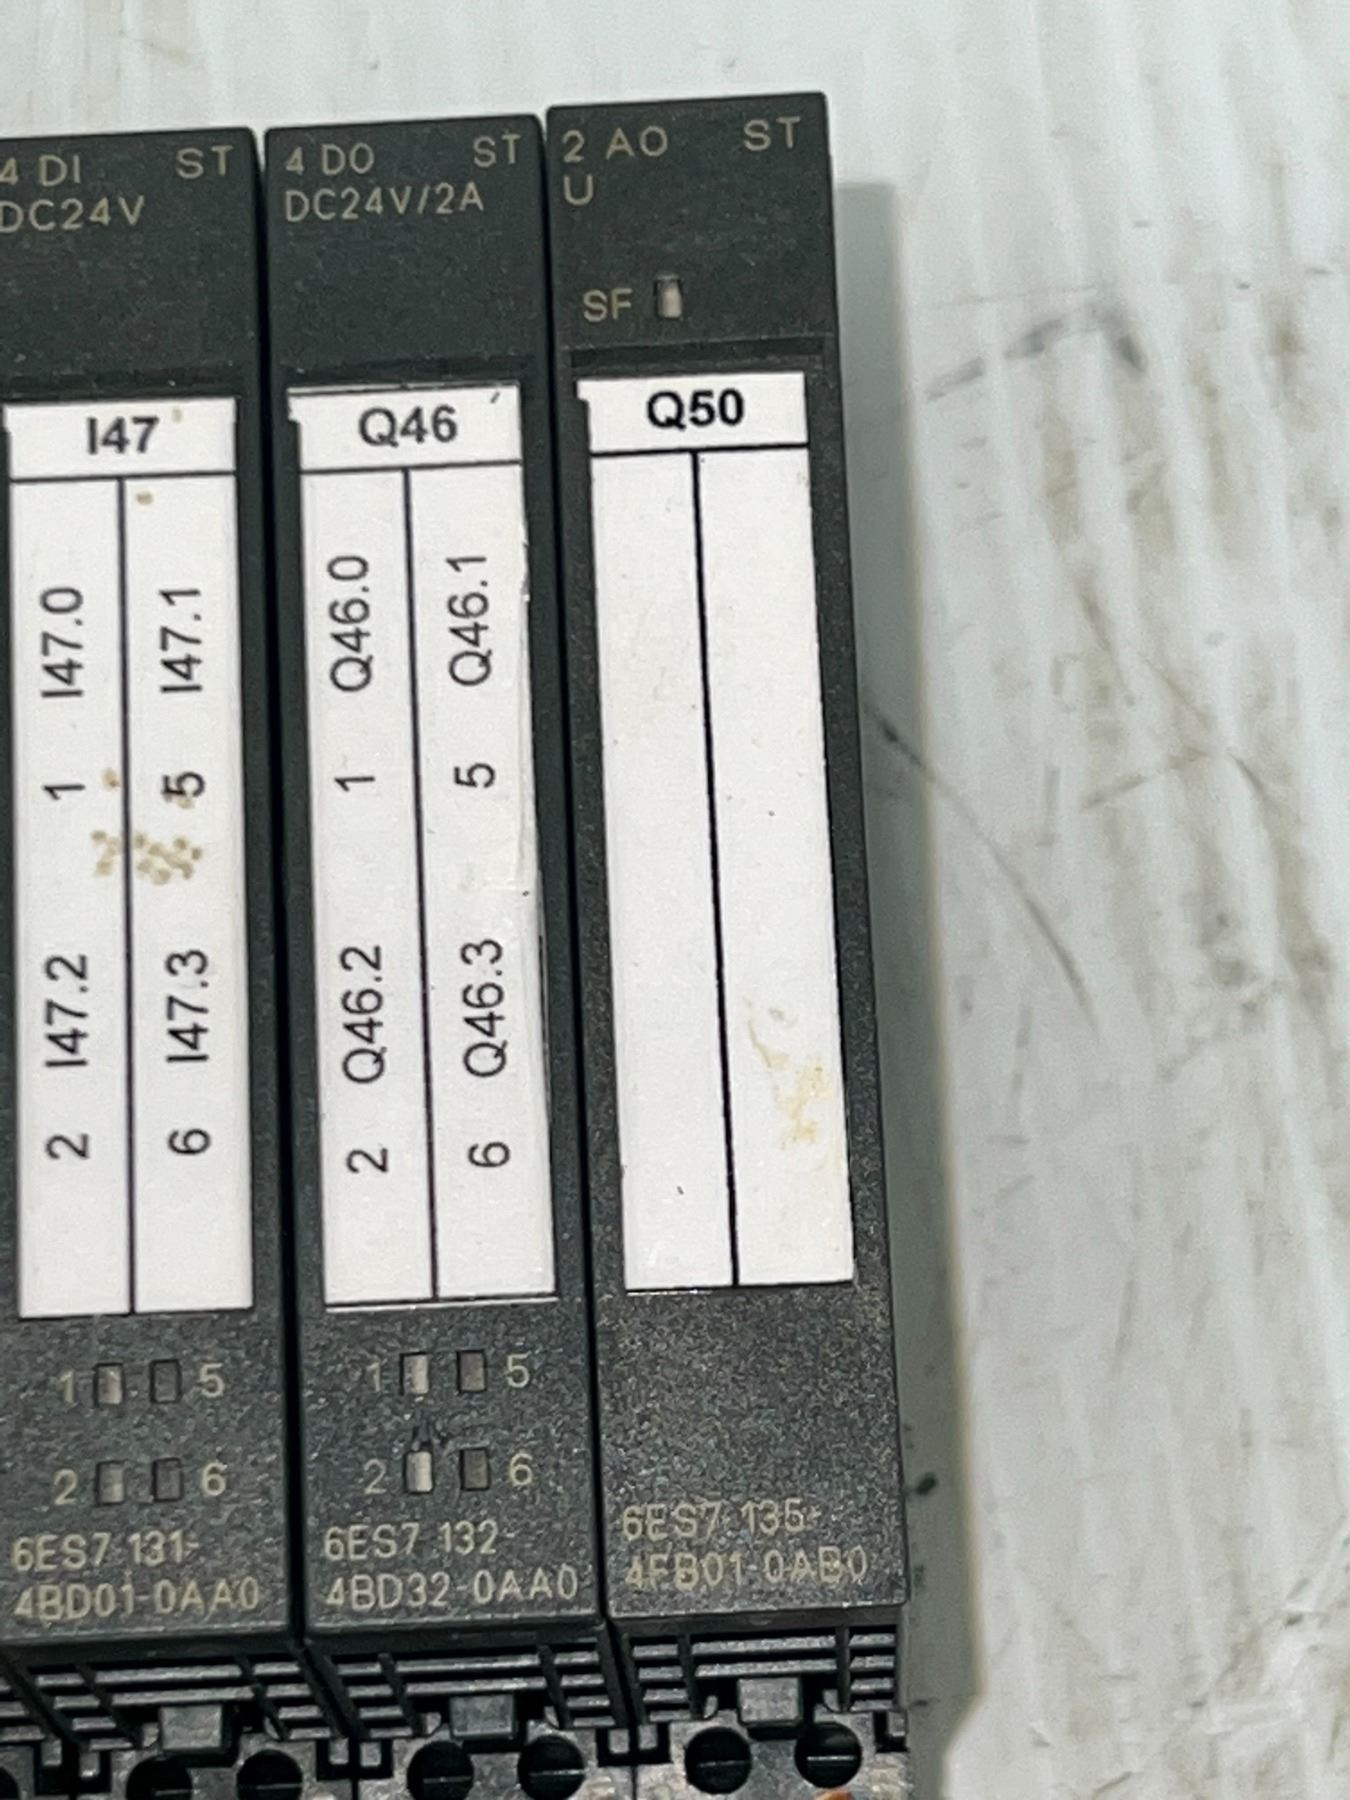 4 DI ST
DC24V
I47
I47.0 I47.1
1 5
I47.2 I47.3
2 6
1 5
2 6
6ES7 131-
4BD01-0AA0
4 DO ST
DC24V/2A
Q46
Q46.0 Q46.1
1 5
Q46.2 Q46.3
2 6
1 5
2 6
6ES7 132-
4BD32-0AA0
2 AO ST
U
SF
Q50
6ES7 135-
4FB01-0AB0